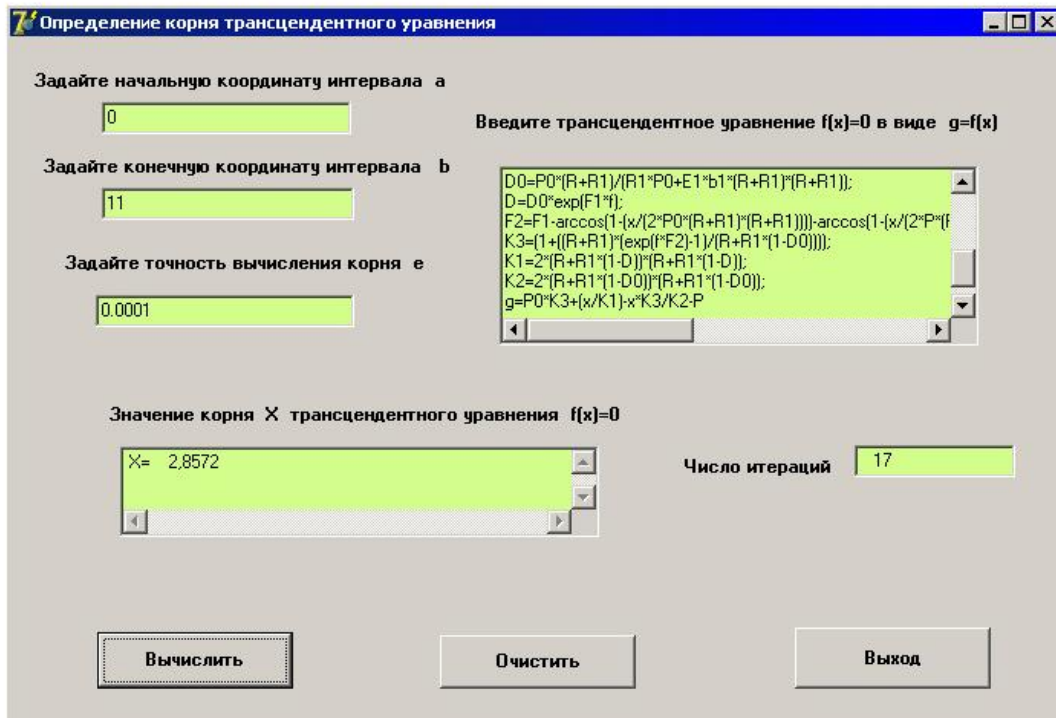 Определение корня трансцендентного уравнения
Задайте начальную координату интервала a
0
Задайте конечную координату интервала b
11
Задайте точность вычисления корня e
0.0001
Введите трансцендентное уравнение f(x)=0 в виде g=f(x)
D0=P0*(R+R1)/(R1*P0+E1*b1*(R+R1)*(R+R1));
D=D0*exp(F1*f);
F2=F1-arccos(1-(x/(2*P0*(R+R1)*(R+R1))))-arccos(1-(x/(2*P*(
K3=(1+((R+R1)*(exp(f*F2)-1)/(R+R1*(1-D0))));
K1=2*(R+R1*(1-D))*(R+R1*(1-D));
K2=2*(R+R1*(1-D0))*(R+R1*(1-D0));
g=P0*K3+(x/K1)-x*K3/K2-P
Значение корня X трансцендентного уравнения f(x)=0
X= 2,8572
Число итераций
17
Вычислить
Очистить
Выход